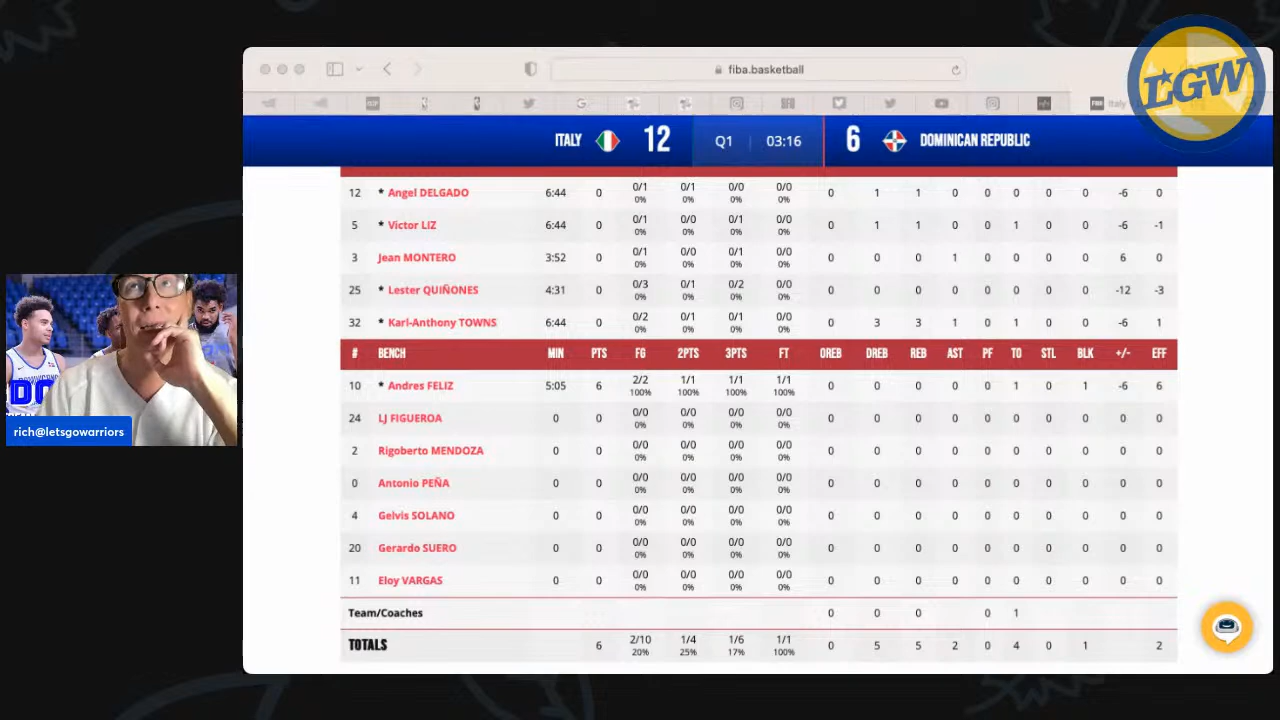 fiba.basketball
LGW
ITALY 12 Q1 03:16 6 DOMINICAN REPUBLIC
12 * Angel DELGADO 6:44 0 0/1 0% 0/1 0% 0/0 0% 0/0 0% 0 1 1 0 0 0 0 0 -6 0
5 * Victor LIZ 6:44 0 0/1 0% 0/0 0% 0/1 0% 0/0 0% 0 1 1 0 0 1 0 0 -6 -1
3 Jean MONTERO 3:52 0 0/1 0% 0/0 0% 0/1 0% 0/0 0% 0 0 0 1 0 0 0 0 6 0
25 * Lester QUIÑONES 4:31 0 0/3 0% 0/1 0% 0/2 0% 0/0 0% 0 0 0 0 0 0 0 0 -12 -3
32 * Karl-Anthony TOWNS 6:44 0 0/2 0% 0/1 0% 0/1 0% 0/0 0% 0 3 3 1 0 1 0 0 -6 1
# BENCH MIN PTS FG 2PTS 3PTS FT OREB DREB REB AST PF TO STL BLK +/- EFF
10 * Andres FELIZ 5:05 6 2/2 100% 1/1 100% 1/1 100% 1/1 100% 0 0 0 0 0 1 0 1 -6 6
24 LJ FIGUEROA 0 0 0/0 0% 0/0 0% 0/0 0% 0/0 0% 0 0 0 0 0 0 0 0 0 0
2 Rigoberto MENDOZA 0 0 0/0 0% 0/0 0% 0/0 0% 0/0 0% 0 0 0 0 0 0 0 0 0 0
0 Antonio PEÑA 0 0 0/0 0% 0/0 0% 0/0 0% 0/0 0% 0 0 0 0 0 0 0 0 0 0
4 Gelvis SOLANO 0 0 0/0 0% 0/0 0% 0/0 0% 0/0 0% 0 0 0 0 0 0 0 0 0 0
20 Gerardo SUERO 0 0 0/0 0% 0/0 0% 0/0 0% 0/0 0% 0 0 0 0 0 0 0 0 0 0
11 Eloy VARGAS 0 0 0/0 0% 0/0 0% 0/0 0% 0/0 0% 0 0 0 0 0 0 0 0 0 0
Team/Coaches 0 0 0 0 1
TOTALS 6 2/10 20% 1/4 25% 1/6 17% 1/1 100% 0 5 5 2 0 4 0 1 2
rich@letsgowarriors